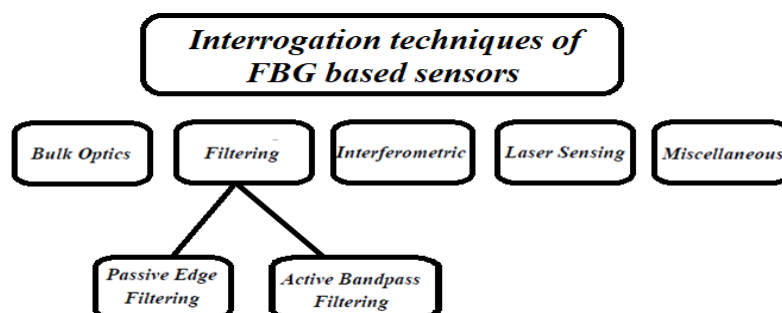 Interrogation techniques of
FBG based sensors
Bulk Optics
Filtering
Interferometric
Laser Sensing
Miscellaneous
Passive Edge
Filtering
Active Bandpass
Filtering